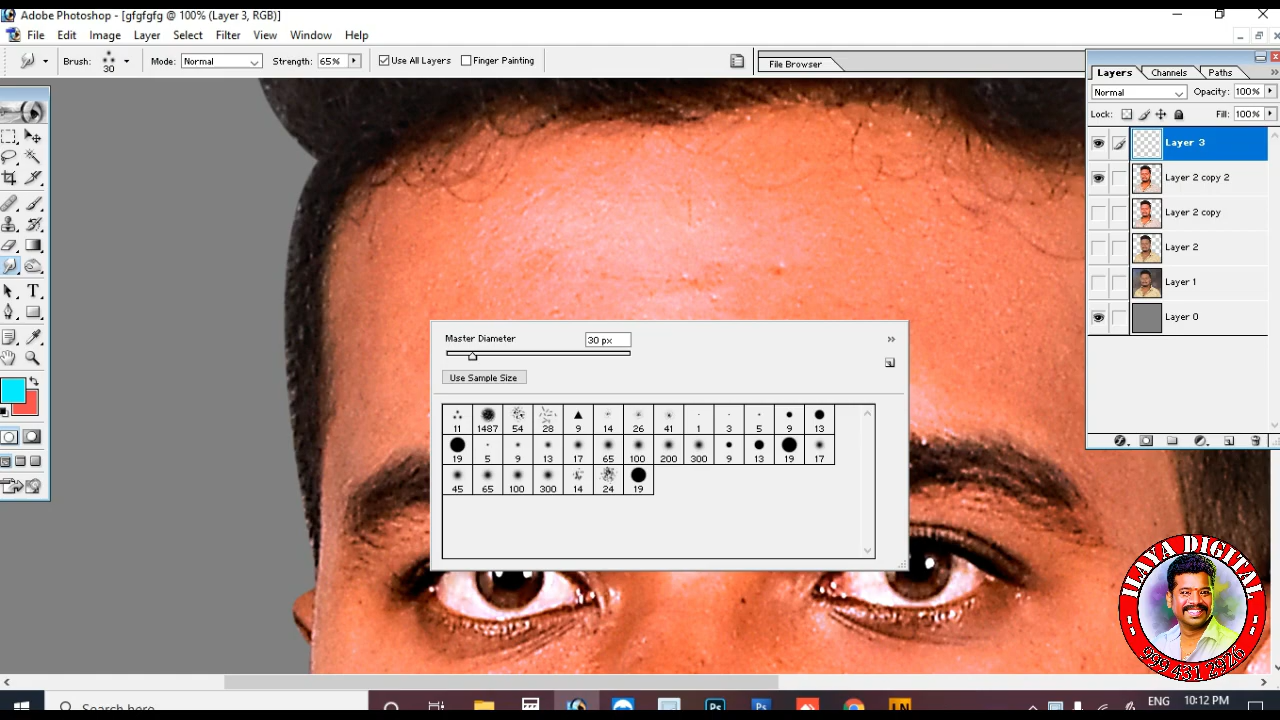 Adobe Photoshop - [gfgfgfg @ 100% (Layer 3, RGB)]
File Edit Image Layer Select Filter View Window Help
Brush: 30 Mode: Normal Strength: 65% Use All Layers Finger Painting File Browser
Layers Channels Paths
Normal Opacity: 100%
Lock: Fill: 100%
Layer 3
Layer 2 copy 2
Layer 2 copy
Layer 2
Layer 1
Layer 0
Master Diameter 30 px
Use Sample Size
11 1487 54 28 9 14 26 41 1 3 5 9 13
19 5 9 13 17 65 100 200 300 9 13 19 17
45 65 100 300 14 24 19
ILAYA DIGITAL
999 431 2926
Search here
ENG 10:12 PM